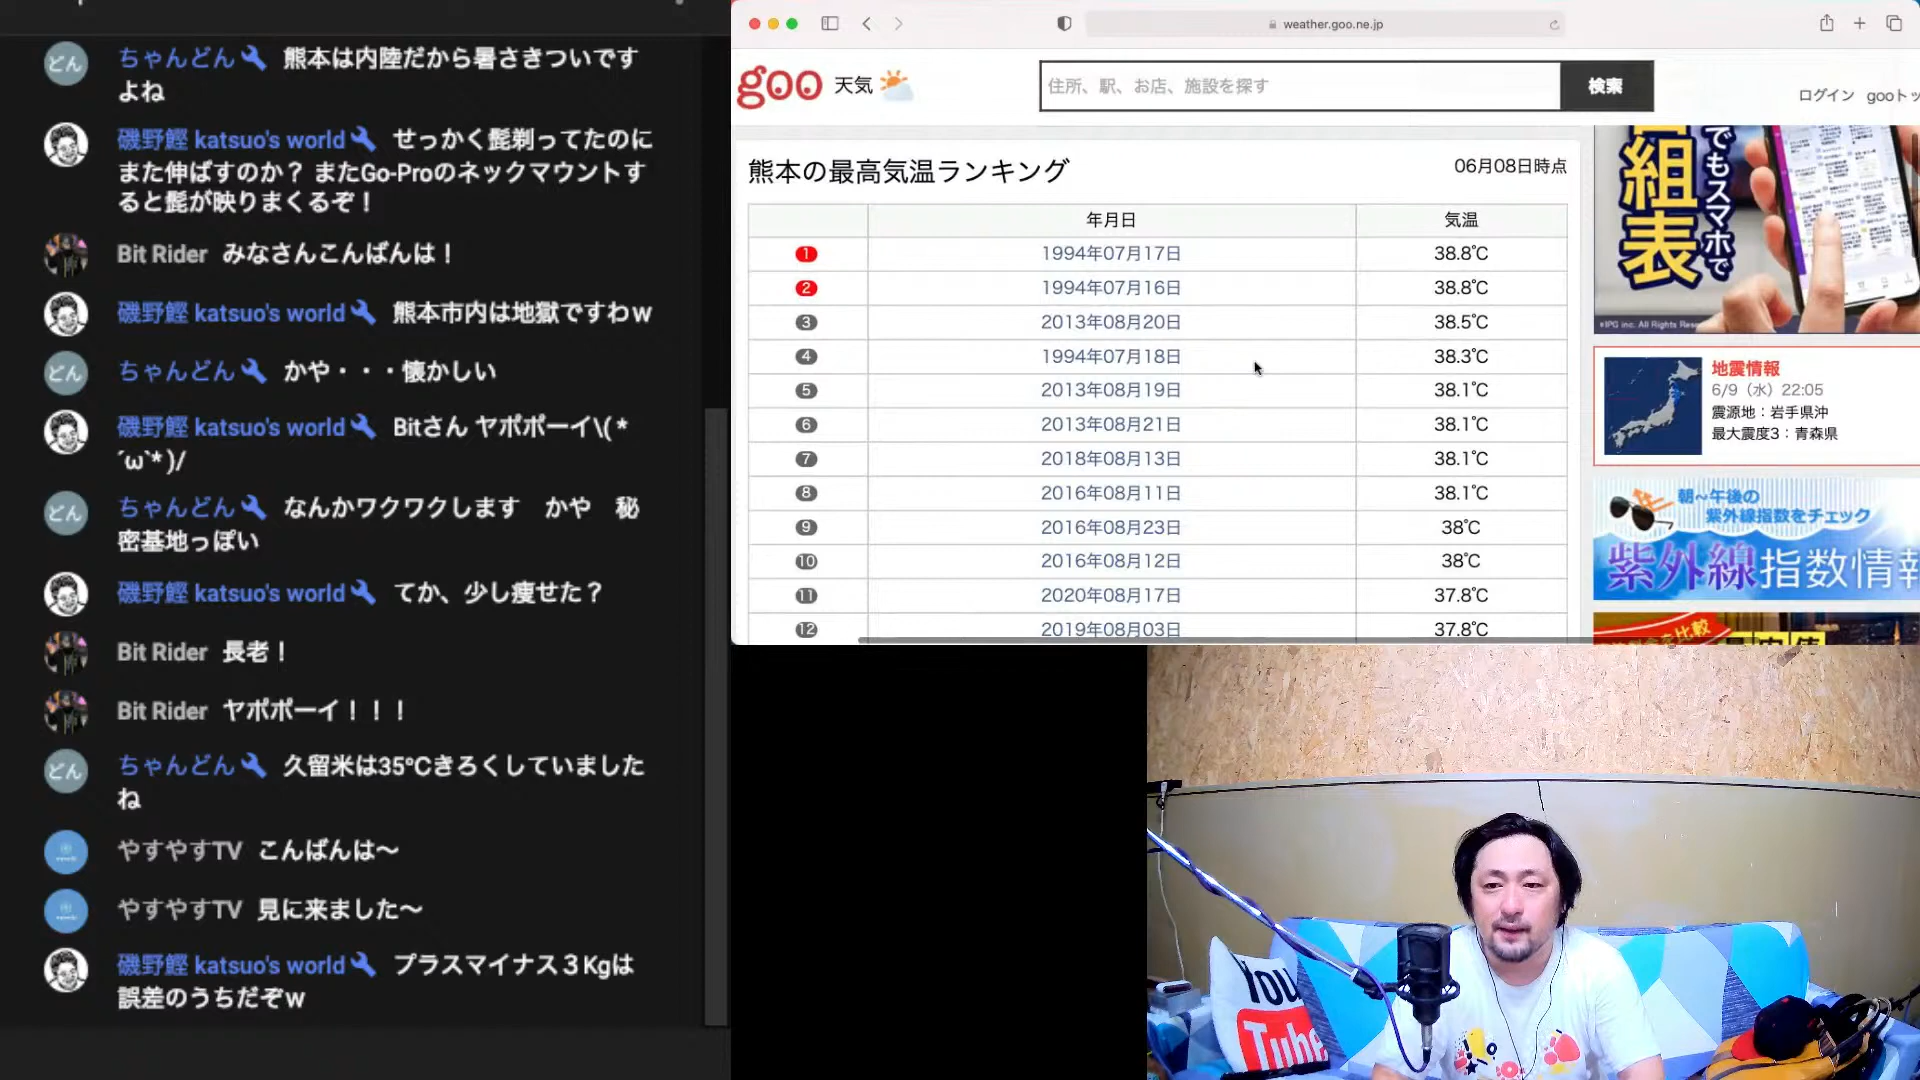 どん
ちゃんどん 熊本は内陸だから暑さきついです
よね
磯野鰹 katsuo's world せっかく髭剃ってたのに
また伸ばすのか？ またGo-Proのネックマウントす
ると髭が映りまくるぞ！
Bit Rider みなさんこんばんは！
磯野鰹 katsuo's world 熊本市内は地獄ですわw
どん
ちゃんどん かや・・・懐かしい
磯野鰹 katsuo's world Bitさん ヤポポーイ\( *
´ω`* )/
どん
ちゃんどん なんかワクワクします　かや　秘
密基地っぽい
磯野鰹 katsuo's world てか、少し痩せた？
Bit Rider 長老！
Bit Rider ヤポポーイ！！！
どん
ちゃんどん 久留米は35℃きろくしていました
ね
やすやすTV こんばんは〜
やすやすTV 見に来ました〜
磯野鰹 katsuo's world プラスマイナス３Kgは
誤差のうちだぞw
weather.goo.ne.jp
goo 天気
住所、駅、お店、施設を探す
検索
ログイン gooトッ
熊本の最高気温ランキング
06月08日時点
年月日 気温
1 1994年07月17日 38.8℃
2 1994年07月16日 38.8℃
3 2013年08月20日 38.5℃
4 1994年07月18日 38.3℃
5 2013年08月19日 38.1℃
6 2013年08月21日 38.1℃
7 2018年08月13日 38.1℃
8 2016年08月11日 38.1℃
9 2016年08月23日 38℃
10 2016年08月12日 38℃
11 2020年08月17日 37.8℃
12 2019年08月03日 37.8℃
でもスマホで
組表
©IPG inc. All Rights
地震情報
6/9（水）22:05
震源地：岩手県沖
最大震度3：青森県
朝~午後の
紫外線指数をチェック
紫外線指数情報
を比較
You
Tube